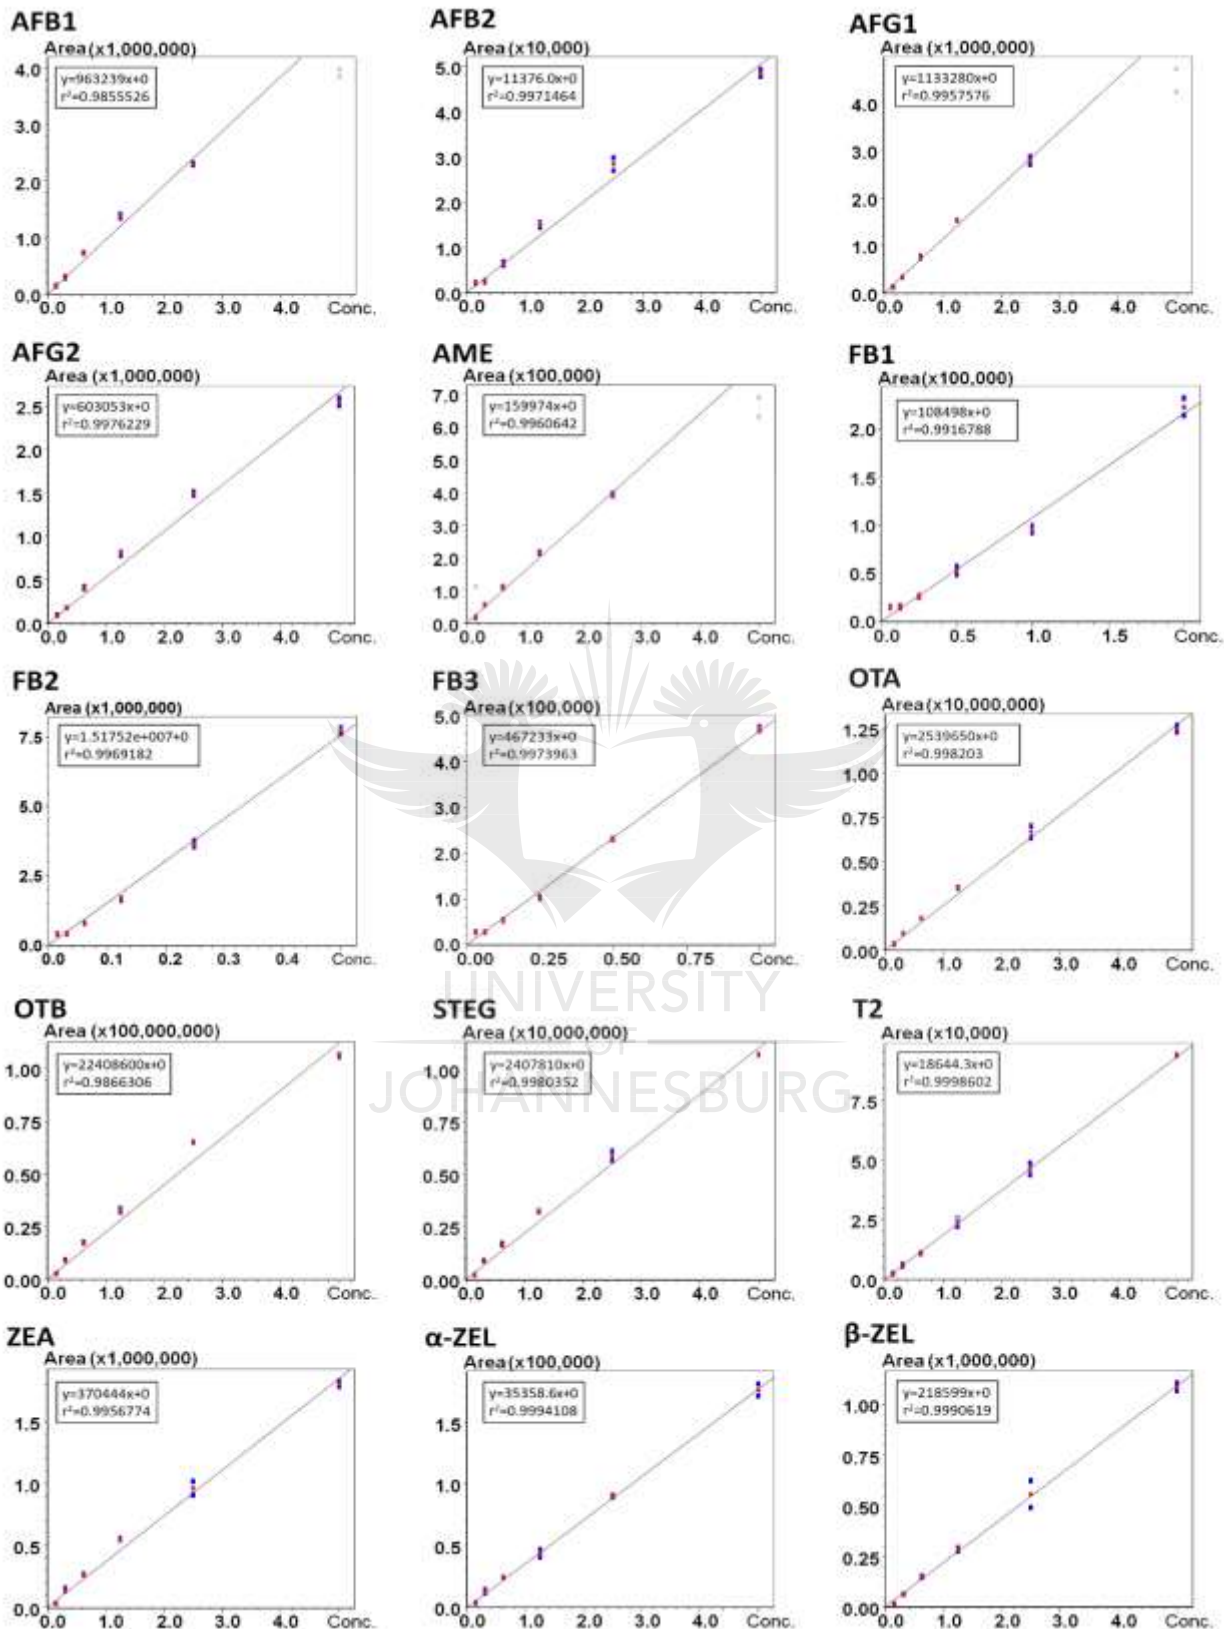 AFB1
Area (x1,000,000)
y=963239x+0
r²=0.9855526
4.0
3.0
2.0
1.0
0.0
0.0 1.0 2.0 3.0 4.0 Conc.
AFB2
Area (x10,000)
y=11376.0x+0
r²=0.9971464
5.0
4.0
3.0
2.0
1.0
0.0
0.0 1.0 2.0 3.0 4.0 Conc.
AFG1
Area (x1,000,000)
y=1133280x+0
r²=0.9957576
4.0
3.0
2.0
1.0
0.0
0.0 1.0 2.0 3.0 4.0 Conc.
AFG2
Area (x1,000,000)
y=603053x+0
r²=0.9976229
2.5
2.0
1.5
1.0
0.5
0.0
0.0 1.0 2.0 3.0 4.0 Conc.
AME
Area (x100,000)
y=159974x+0
r²=0.9960642
7.0
6.0
5.0
4.0
3.0
2.0
1.0
0.0
0.0 1.0 2.0 3.0 4.0 Conc.
FB1
Area(x100,000)
y=108498x+0
r²=0.9916788
2.0
1.5
1.0
0.5
0.0
0.0 0.5 1.0 1.5 Conc.
FB2
Area (x1,000,000)
y=1.51752e+007+0
r²=0.9969182
7.5
5.0
2.5
0.0
0.0 0.1 0.2 0.3 0.4 Conc.
FB3
Area (x100,000)
y=467233x+0
r²=0.9973963
5.0
4.0
3.0
2.0
1.0
0.0
0.00 0.25 0.50 0.75 Conc.
OTA
Area (x10,000,000)
y=2539650x+0
r²=0.998203
1.25
1.00
0.75
0.50
0.25
0.00
0.0 1.0 2.0 3.0 4.0 Conc.
UNIVERSITY
OF
JOHANNESBURG
OTB
Area (x100,000,000)
y=22408600x+0
r²=0.9866306
1.00
0.75
0.50
0.25
0.00
0.0 1.0 2.0 3.0 4.0 Conc.
STEG
Area (x10,000,000)
y=2407810x+0
r²=0.9980352
1.00
0.75
0.50
0.25
0.00
0.0 1.0 2.0 3.0 4.0 Conc.
T2
Area (x10,000)
y=18644.3x+0
r²=0.9998602
7.5
5.0
2.5
0.0
0.0 1.0 2.0 3.0 4.0 Conc.
ZEA
Area (x1,000,000)
y=370444x+0
r²=0.9956774
1.5
1.0
0.5
0.0
0.0 1.0 2.0 3.0 4.0 Conc.
α-ZEL
Area (x100,000)
y=35358.6x+0
r²=0.9994108
1.5
1.0
0.5
0.0
0.0 1.0 2.0 3.0 4.0 Conc.
β-ZEL
Area (x1,000,000)
y=218599x+0
r²=0.9990619
1.00
0.75
0.50
0.25
0.00
0.0 1.0 2.0 3.0 4.0 Conc.